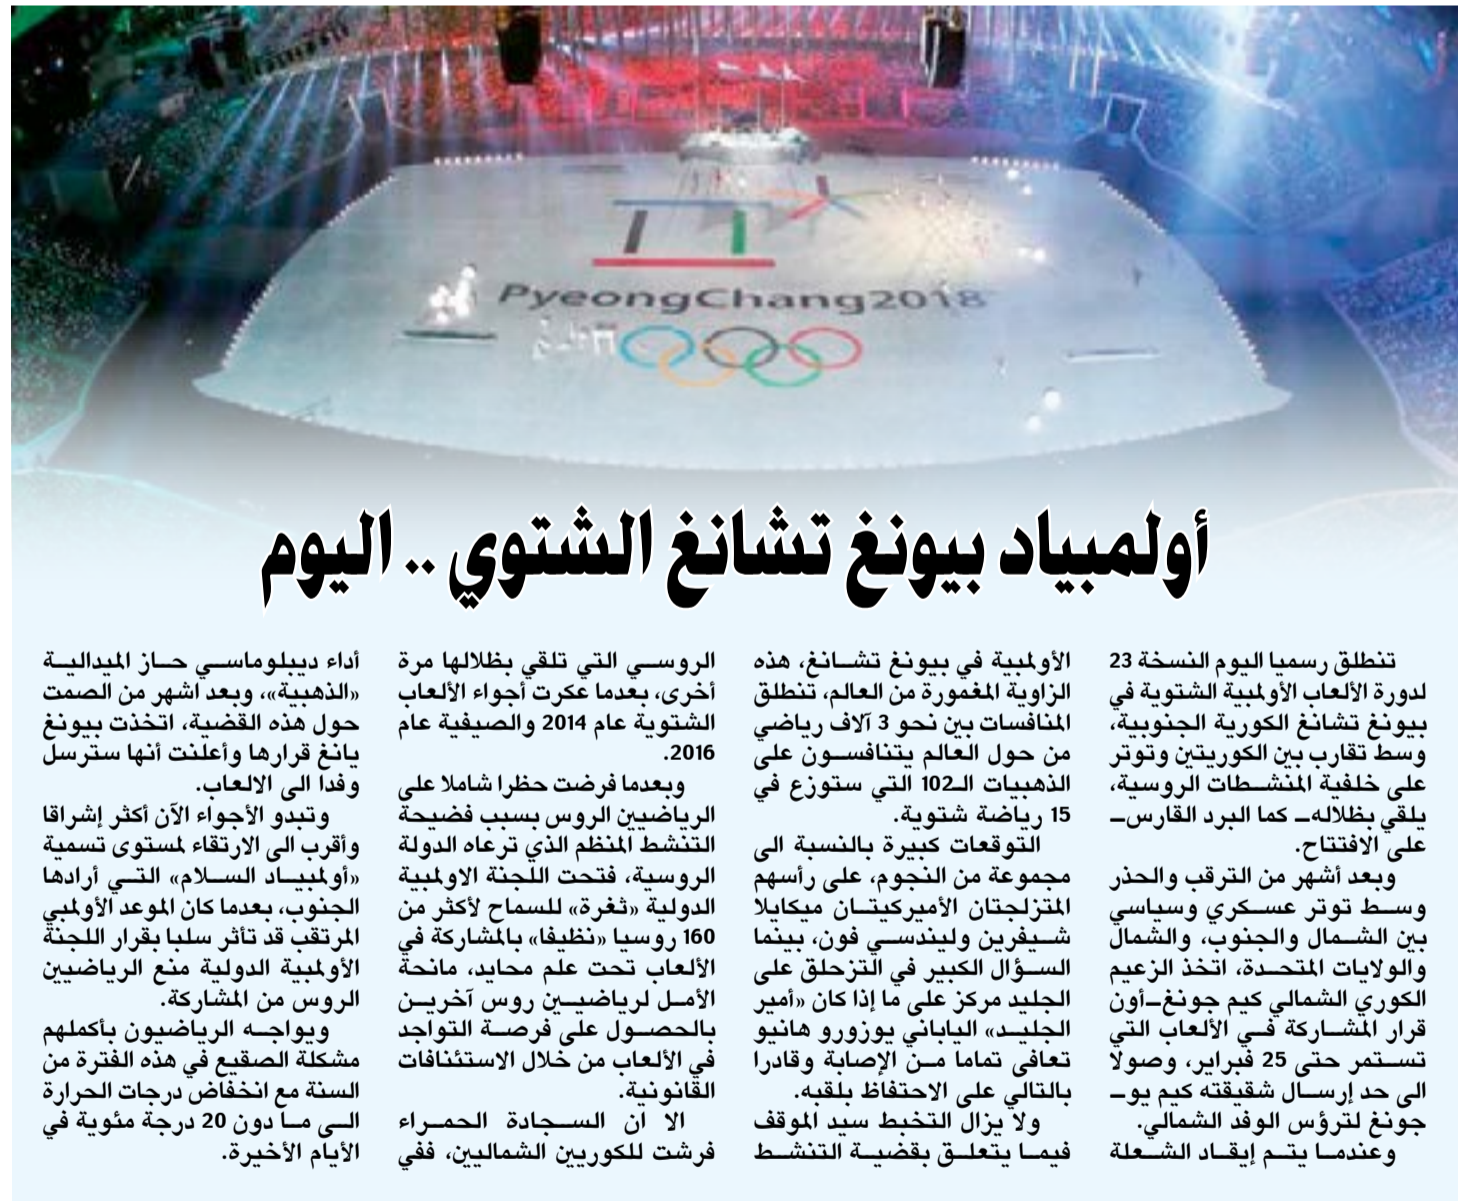 PyeongChang2018
أولمبياد بيونغ تشانغ الشتوي .. اليوم
تنطلق رسميا اليوم النسخة 23
لدورة الألعاب الأولمبية الشتوية في
بيونغ تشانغ الكورية الجنوبية،
وسط تقارب بين الكوريتين وتوتر
على خلفية المنشطات الروسية،
يلقي بظلاله– كما البرد القارس–
على الافتتاح.
وبعد أشهر من الترقب والحذر
وسط توتر عسكري وسياسي
بين الشمال والجنوب، والشمال
والولايات المتحدة، اتخذ الزعيم
الكوري الشمالي كيم جونغ–أون
قرار المشاركة في الألعاب التي
تستمر حتى 25 فبراير، وصولا
الى حد إرسال شقيقته كيم يو–
جونغ لترؤس الوفد الشمالي.
وعندما يتم إيقاد الشعلة
الأولمبية في بيونغ تشانغ، هذه
الزاوية المغمورة من العالم، تنطلق
المنافسات بين نحو 3 آلاف رياضي
من حول العالم يتنافسون على
الذهبيات الـ102 التي ستوزع في
15 رياضة شتوية.
التوقعات كبيرة بالنسبة الى
مجموعة من النجوم، على رأسهم
المتزلجتان الأميركيتان ميكايلا
شيفرين وليندسي فون، بينما
السؤال الكبير في التزحلق على
الجليد مركز على ما إذا كان «أمير
الجليد» الياباني يوزورو هانيو
تعافى تماما من الإصابة وقادرا
بالتالي على الاحتفاظ بلقبه.
ولا يزال التخبط سيد الموقف
فيما يتعلق بقضية التنشط
الروسي التي تلقي بظلالها مرة
أخرى، بعدما عكرت أجواء الألعاب
الشتوية عام 2014 والصيفية عام
2016.
وبعدما فرضت حظرا شاملا على
الرياضيين الروس بسبب فضيحة
التنشط المنظم الذي ترعاه الدولة
الروسية، فتحت اللجنة الاولمبية
الدولية «ثغرة» للسماح لأكثر من
160 روسيا «نظيفا» بالمشاركة في
الألعاب تحت علم محايد، مانحة
الأمل لرياضيين روس آخرين
بالحصول على فرصة التواجد
في الألعاب من خلال الاستئنافات
القانونية.
الا ان السجادة الحمراء
فرشت للكوريين الشماليين، ففي
أداء ديبلوماسي حاز الميدالية
«الذهبية»، وبعد اشهر من الصمت
حول هذه القضية، اتخذت بيونغ
يانغ قرارها وأعلنت أنها سترسل
وفدا الى الالعاب.
وتبدو الأجواء الآن أكثر إشراقا
وأقرب الى الارتقاء لمستوى تسمية
«أولمبياد السلام» التي أرادها
الجنوب، بعدما كان الموعد الأولمبي
المرتقب قد تأثر سلبا بقرار اللجنة
الأولمبية الدولية منع الرياضيين
الروس من المشاركة.
ويواجه الرياضيون بأكملهم
مشكلة الصقيع في هذه الفترة من
السنة مع انخفاض درجات الحرارة
الى ما دون 20 درجة مئوية في
الأيام الأخيرة.